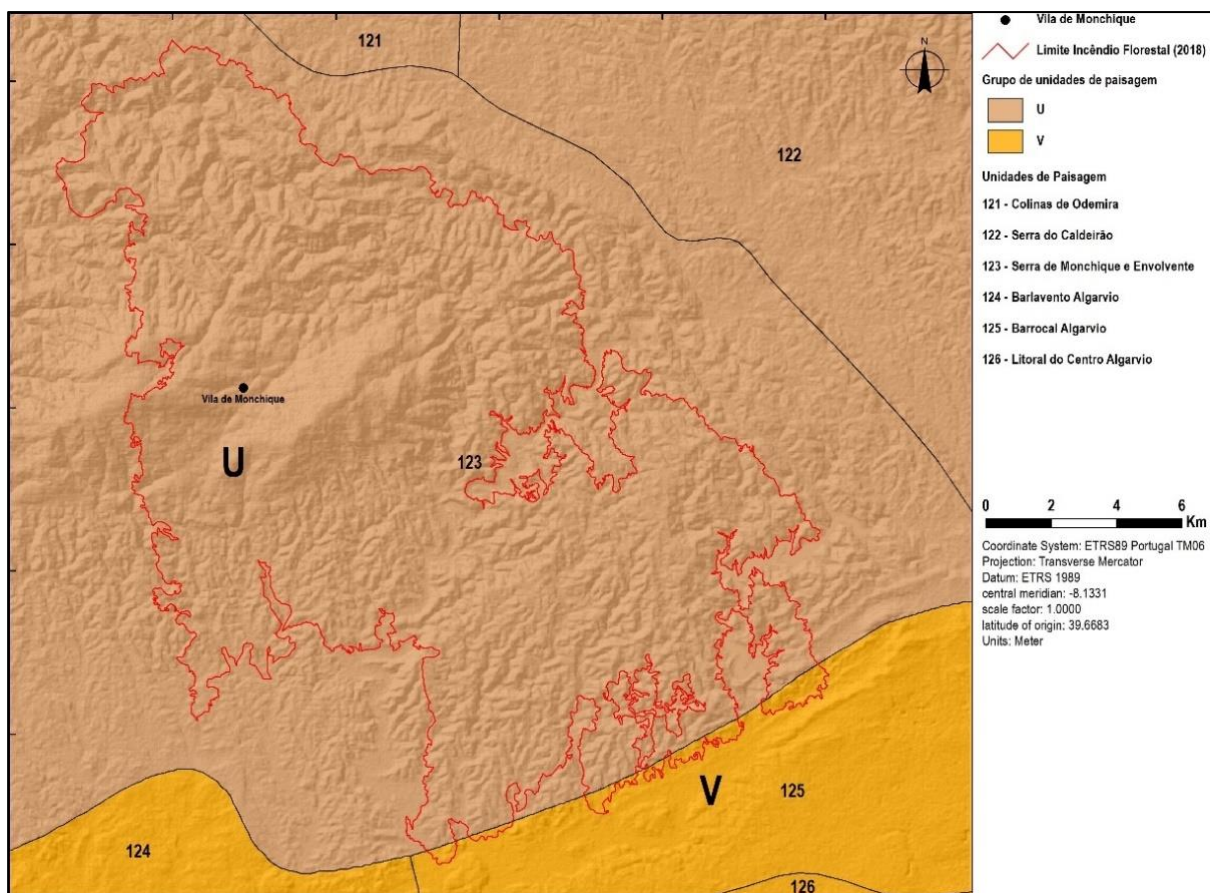 121
122
Vila de Monchique
U
123
V
125
124
126
N
Vila de Monchique
Limite Incêndio Florestal (2018)
Grupo de unidades de paisagem
U
V
Unidades de Paisagem
121 - Colinas de Odemira
122 - Serra do Caldeirão
123 - Serra de Monchique e Envolvente
124 - Barlavento Algarvio
125 - Barrocal Algarvio
126 - Litoral do Centro Algarvio
0 2 4 6
Km
Coordinate System: ETRS89 Portugal TM06
Projection: Transverse Mercator
Datum: ETRS 1989
central meridian: -8.1331
scale factor: 1.0000
latitude of origin: 39.6683
Units: Meter